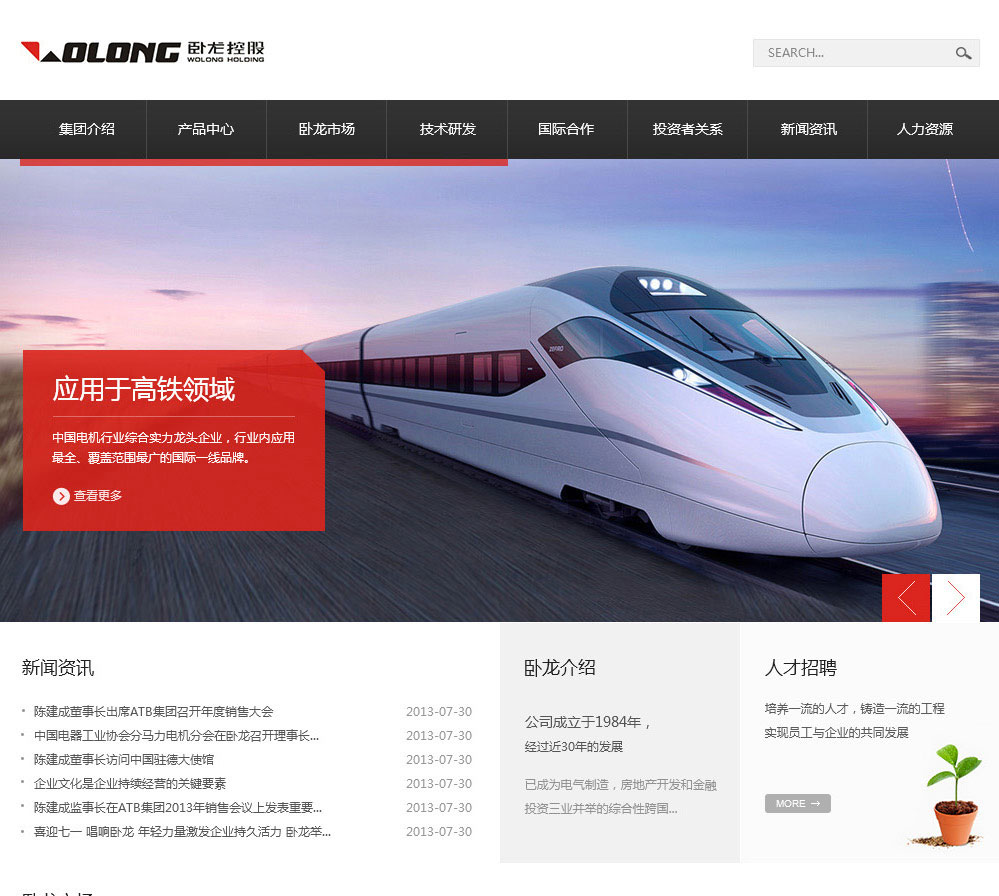 WOLONG 卧龙控股
WOLONG HOLDING
SEARCH...
集团介绍 产品中心 卧龙市场 技术研发 国际合作 投资者关系 新闻资讯 人力资源
应用于高铁领域
中国电机行业综合实力龙头企业，行业内应用
最全、覆盖范围最广的国际一线品牌。
查看更多
新闻资讯
陈建成董事长出席ATB集团召开年度销售大会 2013-07-30
中国电器工业协会分马力电机分会在卧龙召开理事长... 2013-07-30
陈建成董事长访问中国驻德大使馆 2013-07-30
企业文化是企业持续经营的关键要素 2013-07-30
陈建成监事长在ATB集团2013年销售会议上发表重要... 2013-07-30
喜迎七一 唱响卧龙 年轻力量激发企业持久活力 卧龙举... 2013-07-30
卧龙介绍
公司成立于1984年，
经过近30年的发展
已成为电气制造，房地产开发和金融
投资三业并举的综合性跨国...
人才招聘
培养一流的人才，铸造一流的工程
实现员工与企业的共同发展
MORE →